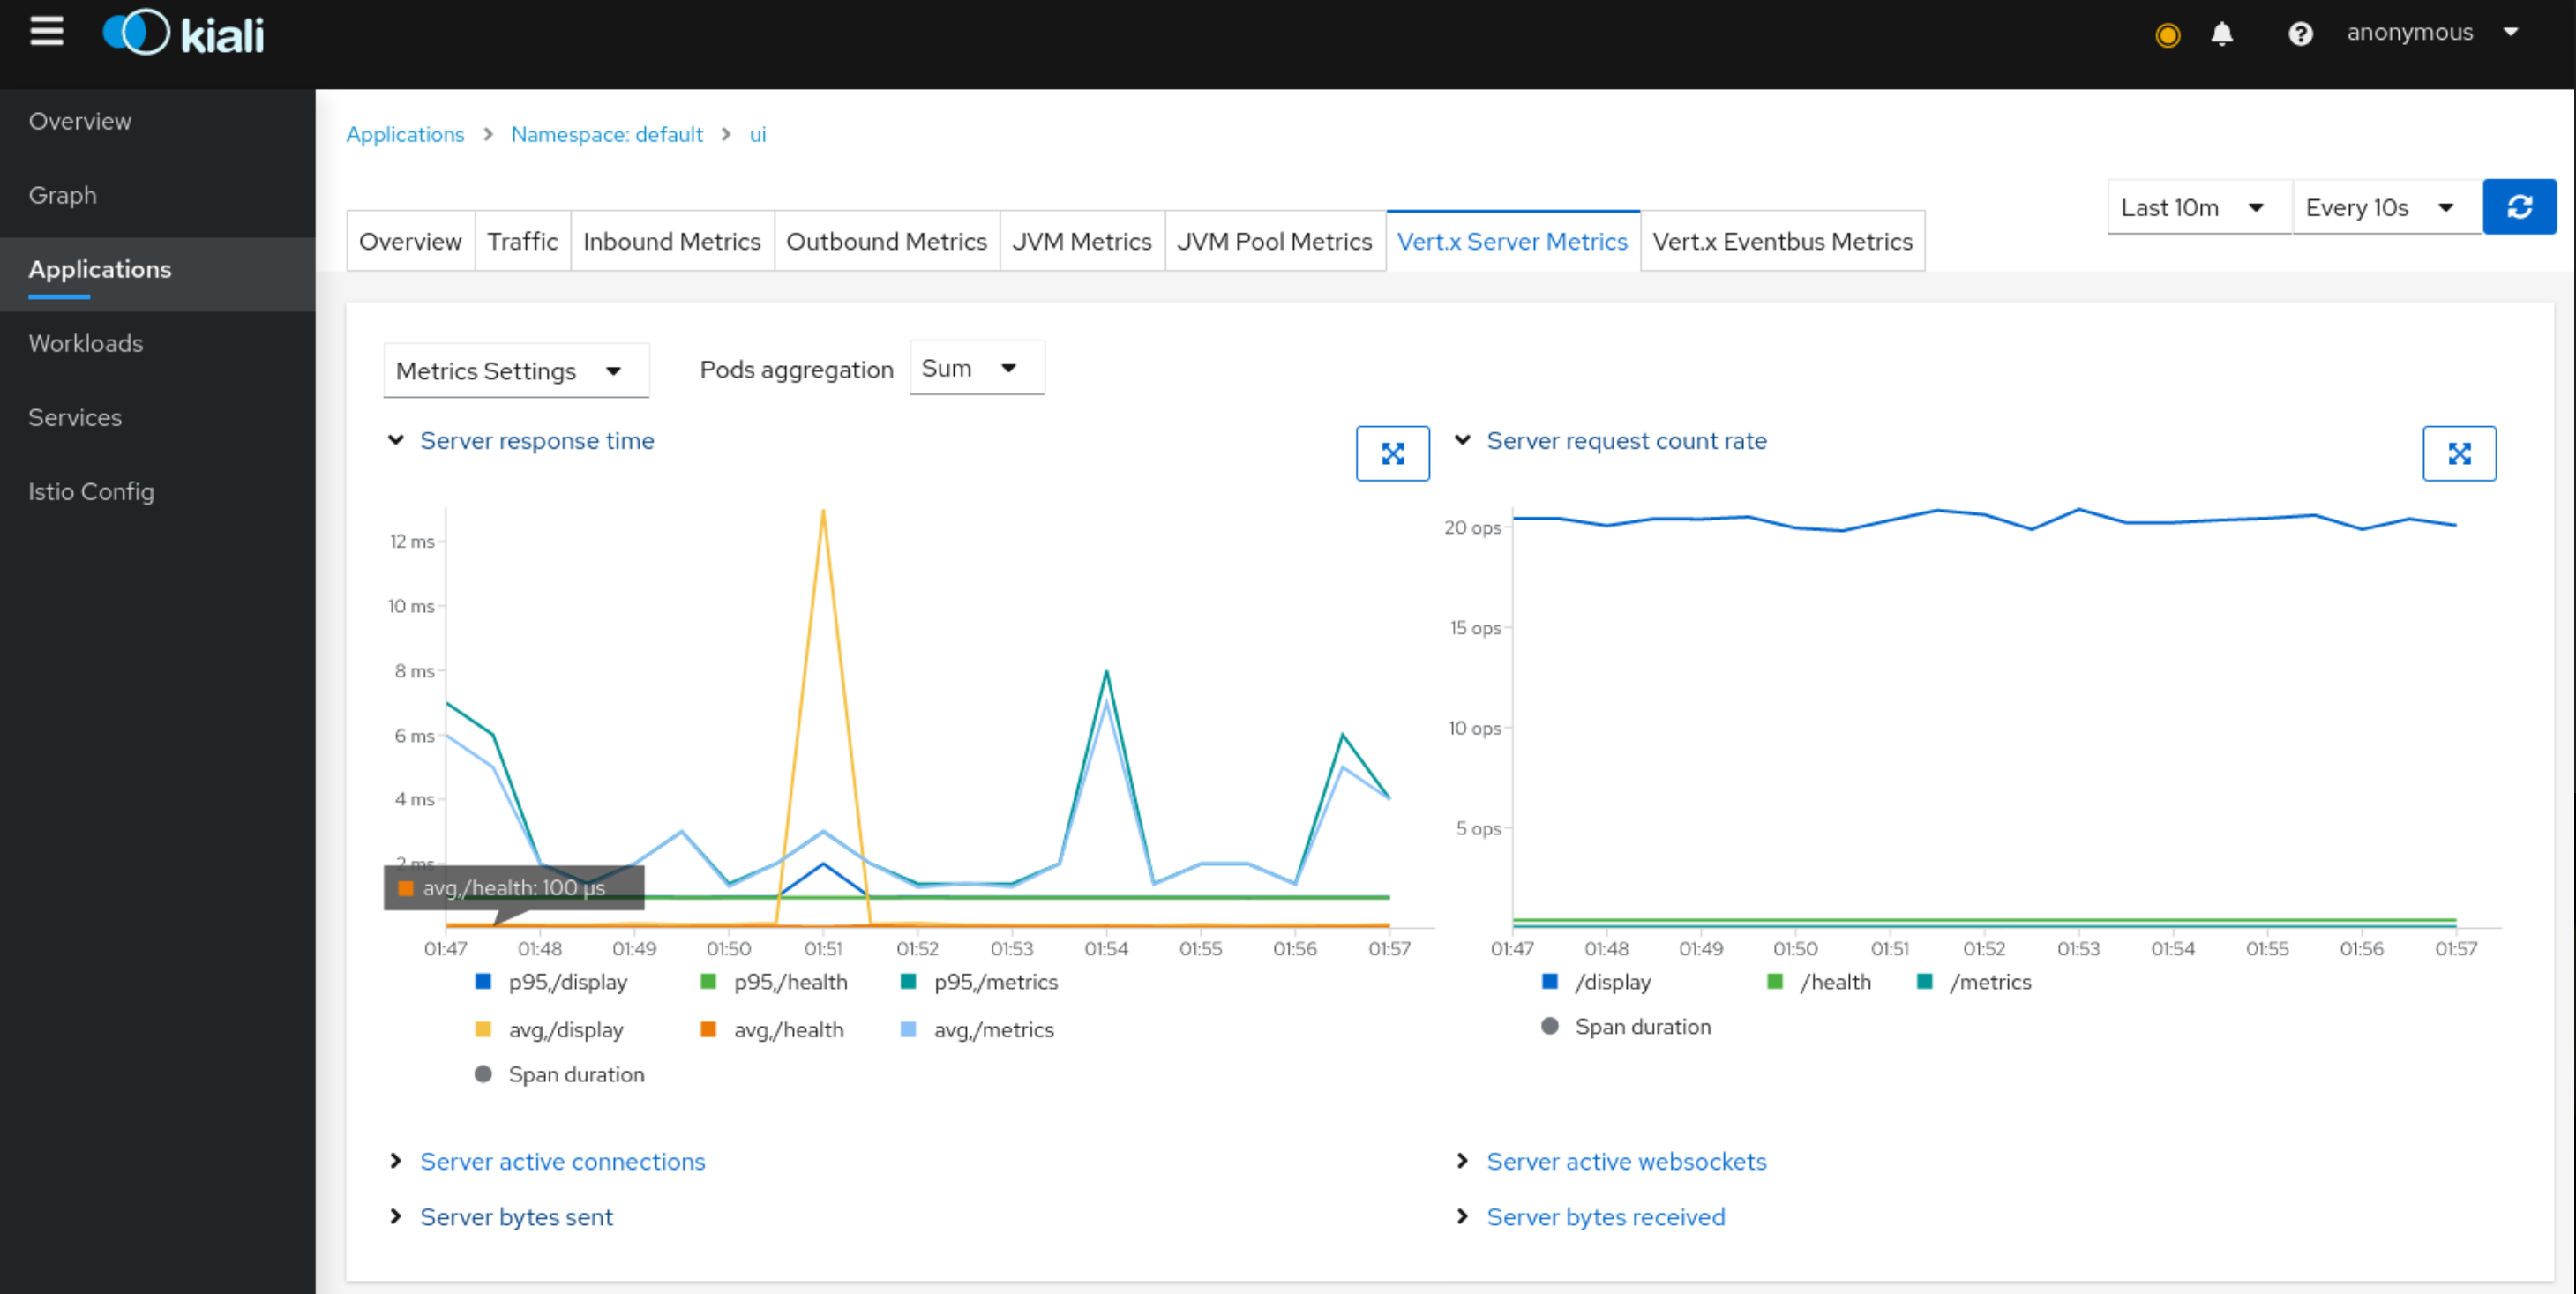 kiali
anonymous
Overview
Graph
Applications
Workloads
Services
Istio Config
Applications > Namespace: default > ui
Last 10m Every 10s
Overview Traffic Inbound Metrics Outbound Metrics JVM Metrics JVM Pool Metrics Vert.x Server Metrics Vert.x Eventbus Metrics
Metrics Settings Pods aggregation Sum
Server response time
12 ms
10 ms
8 ms
6 ms
4 ms
2 ms
avg,/health: 100 µs
01:47 01:48 01:49 01:50 01:51 01:52 01:53 01:54 01:55 01:56 01:57
p95,/display p95,/health p95,/metrics
avg,/display avg,/health avg,/metrics
Span duration
Server request count rate
20 ops
15 ops
10 ops
5 ops
01:47 01:48 01:49 01:50 01:51 01:52 01:53 01:54 01:55 01:56 01:57
/display /health /metrics
Span duration
Server active connections
Server active websockets
Server bytes sent
Server bytes received